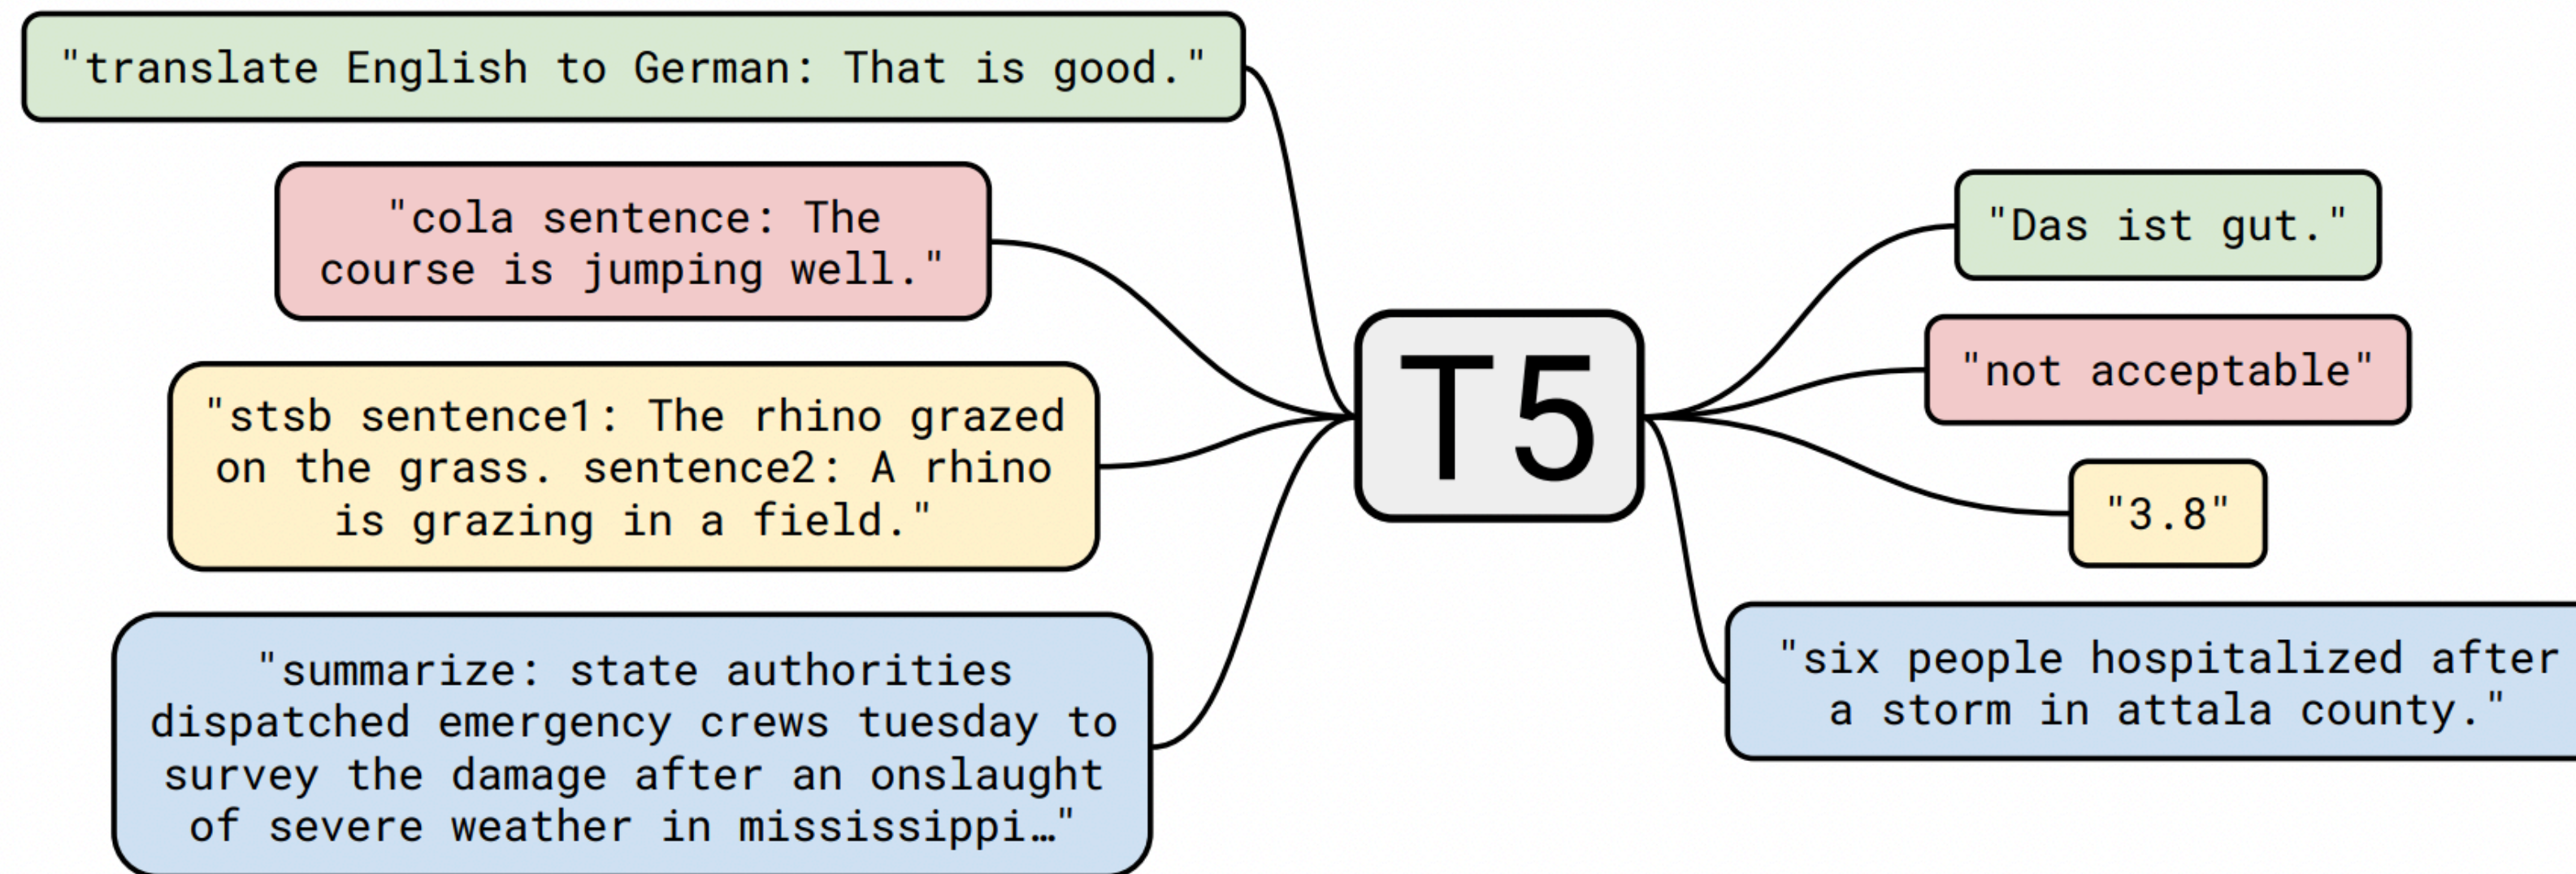 "translate English to German: That is good."
"cola sentence: The
course is jumping well."
"stsb sentence1: The rhino grazed
on the grass. sentence2: A rhino
is grazing in a field."
"summarize: state authorities
dispatched emergency crews tuesday to
survey the damage after an onslaught
of severe weather in mississippi…"
T5
"Das ist gut."
"not acceptable"
"3.8"
"six people hospitalized after
a storm in attala county."